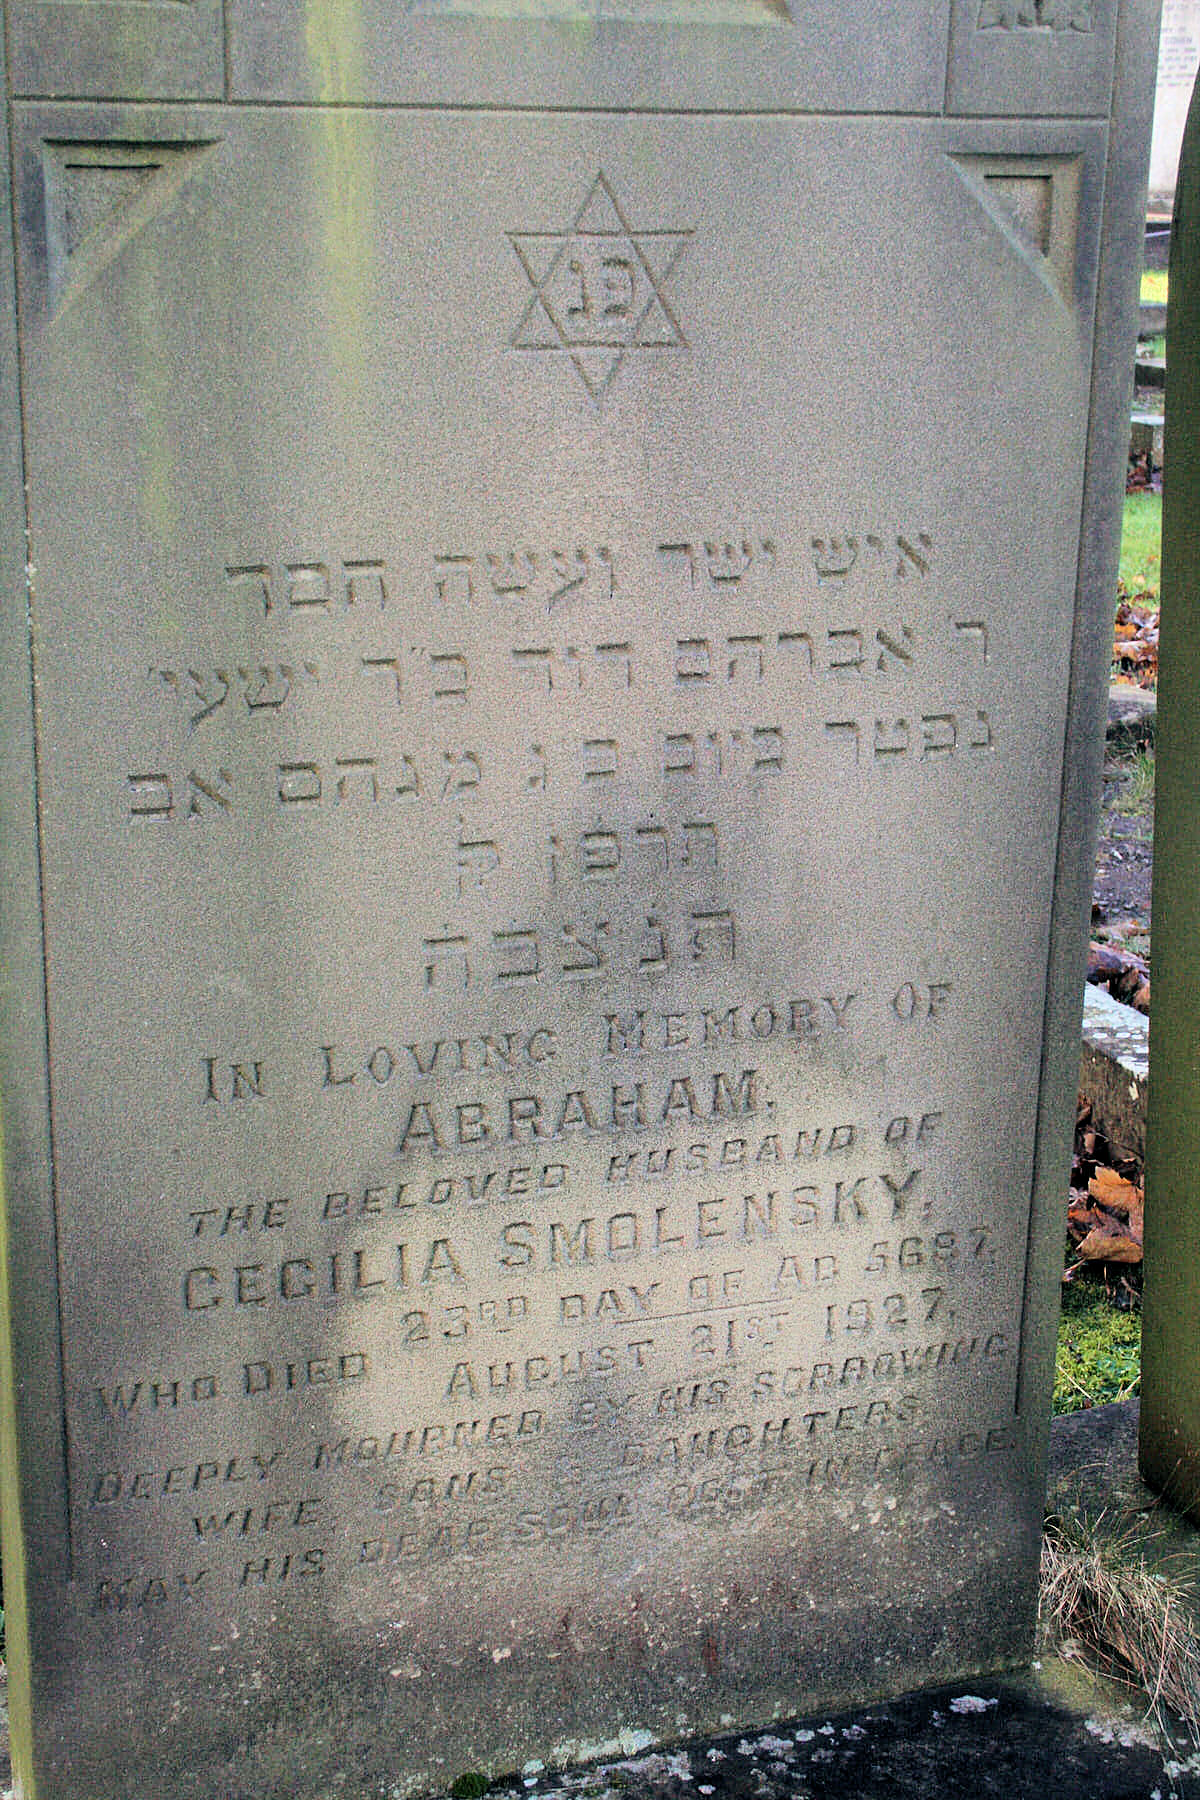 פנ
איש ישר ועשה הבר
ר אברהם דוד ב״ר ישעי׳
נפטר ביום כ ג מנחם אב
תרפז ל
תנצבה
IN LOVING MEMORY OF
ABRAHAM.
THE BELOVED HUSBAND OF
CECILIA SMOLENSKY.
WHO DIED 23RD DAY OF AB 5687.
AUGUST 21ST 1927.
DEEPLY MOURNED BY HIS SORROWING
WIFE, SONS & DAUGHTERS.
MAY HIS DEAR SOUL REST IN PEACE.